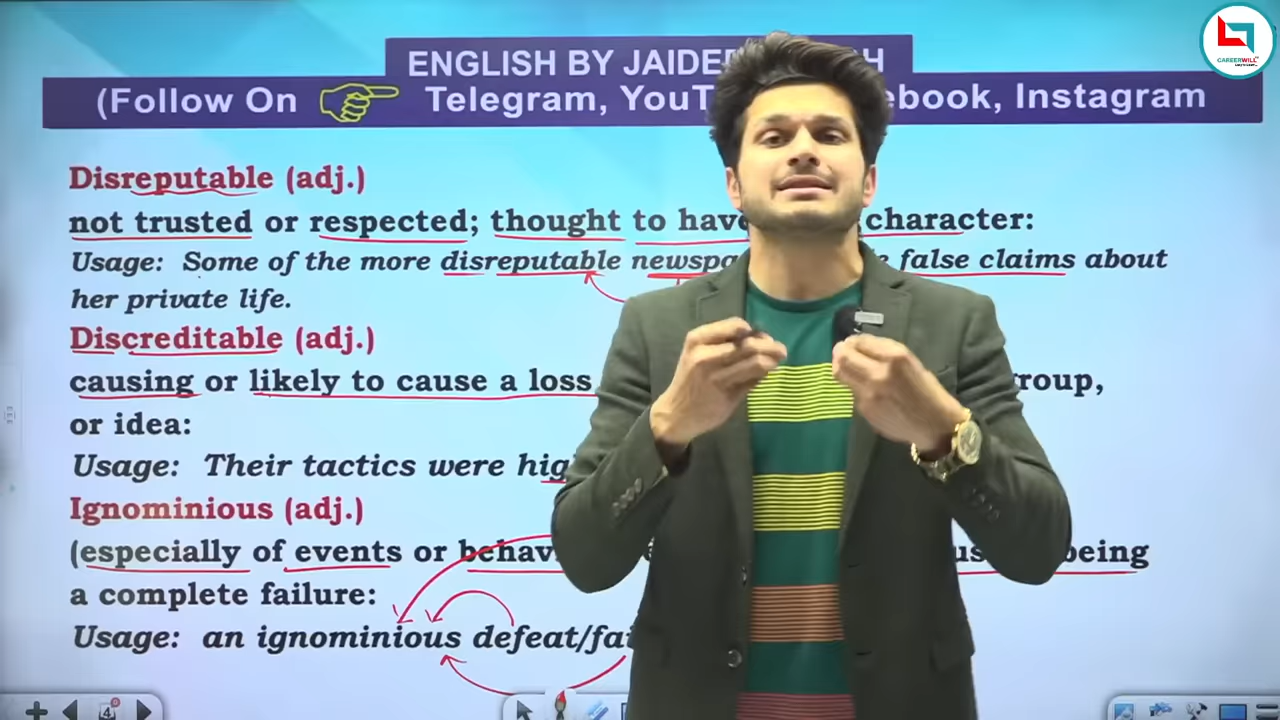 ENGLISH BY JAIDE H
(Follow On Telegram, YouT ebook, Instagram
CAREERWILL
Disreputable (adj.)
not trusted or respected; thought to have character:
Usage: Some of the more disreputable newspa false claims about
her private life.
Discreditable (adj.)
causing or likely to cause a loss roup,
or idea:
Usage: Their tactics were hig
Ignominious (adj.)
(especially of events or behav being
a complete failure:
Usage: an ignominious defeat/fai
4